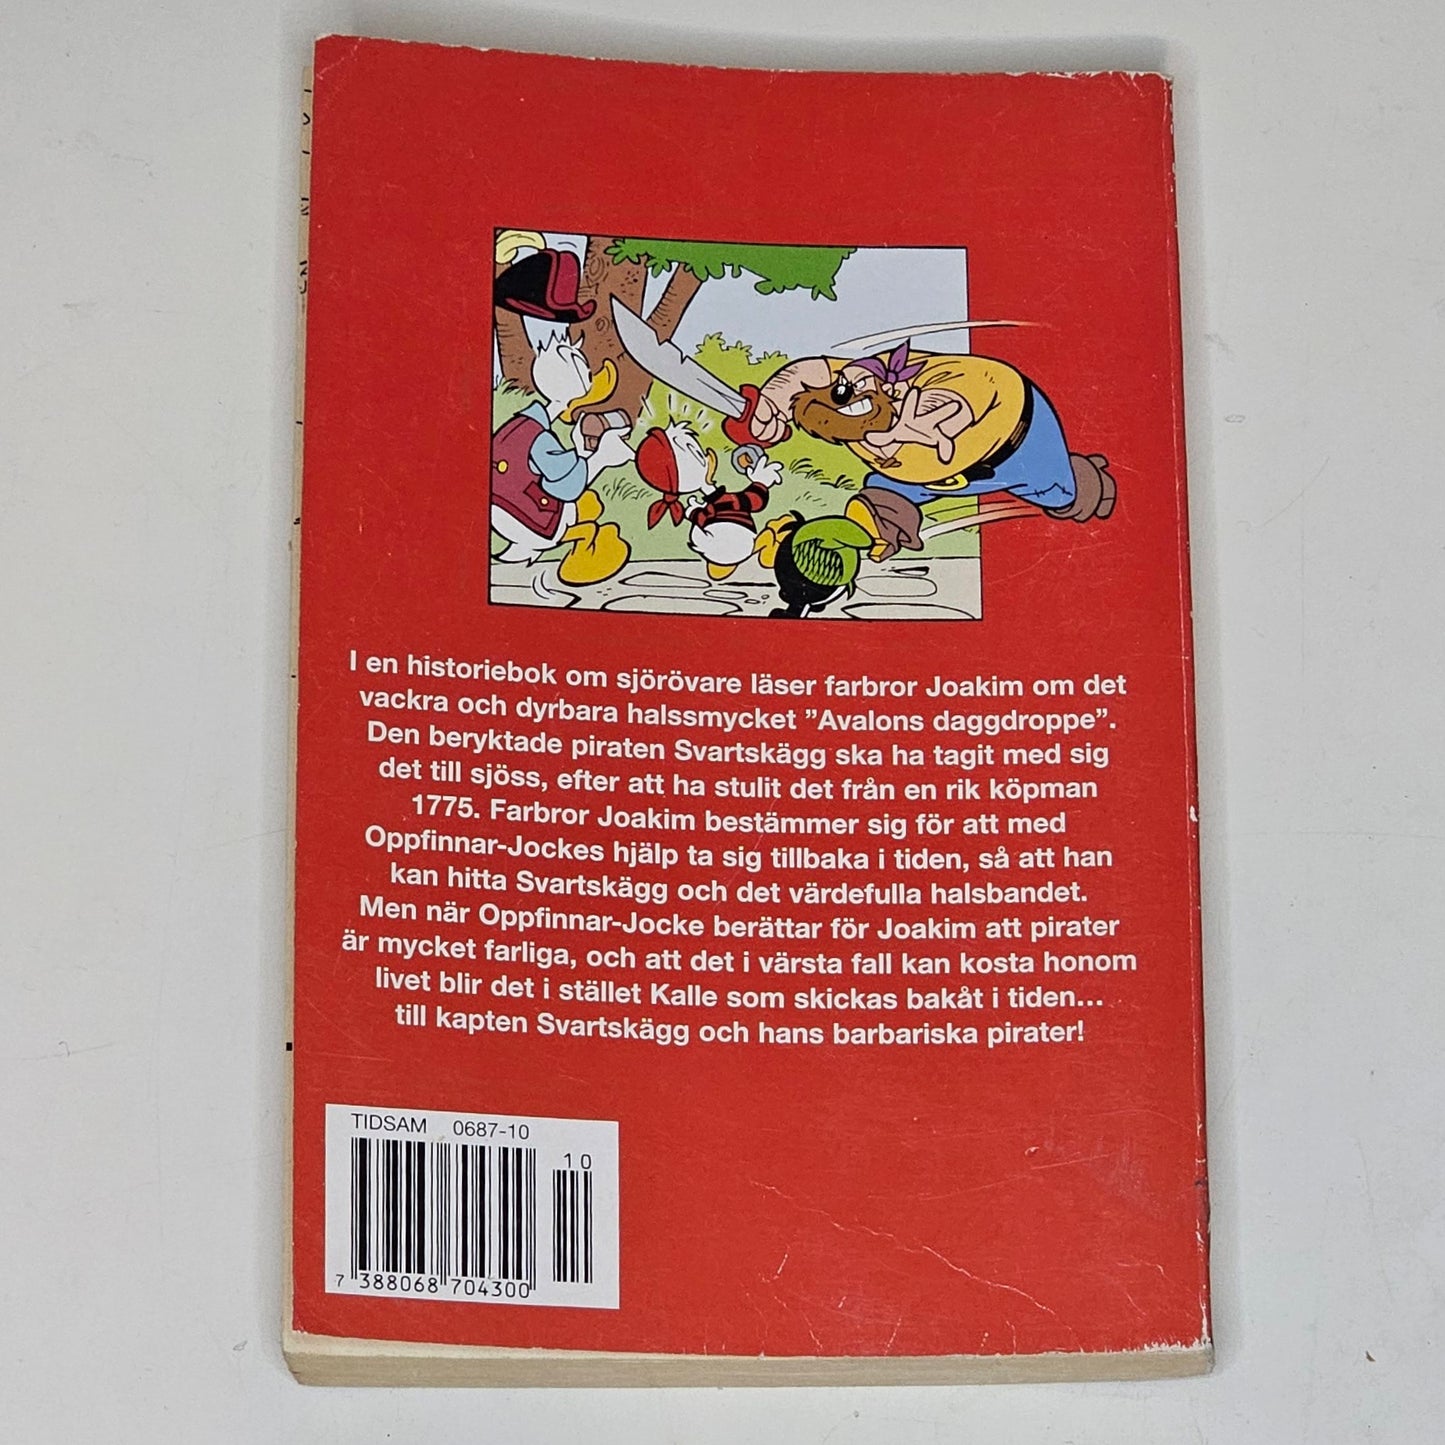 I en historiebok om sjörövare läser farbror Joakim om det
vackra och dyrbara halssmycket ”Avalons daggdroppe”.
Den beryktade piraten Svartskägg ska ha tagit med sig
det till sjöss, efter att ha stulit det från en rik köpman
1775. Farbror Joakim bestämmer sig för att med
Oppfinnar-Jockes hjälp ta sig tillbaka i tiden, så att han
kan hitta Svartskägg och det värdefulla halsbandet.
Men när Oppfinnar-Jocke berättar för Joakim att pirater
är mycket farliga, och att det i värsta fall kan kosta honom
livet blir det i stället Kalle som skickas bakåt i tiden...
till kapten Svartskägg och hans barbariska pirater!
TIDSAM 0687-10
10
7 388068 704300